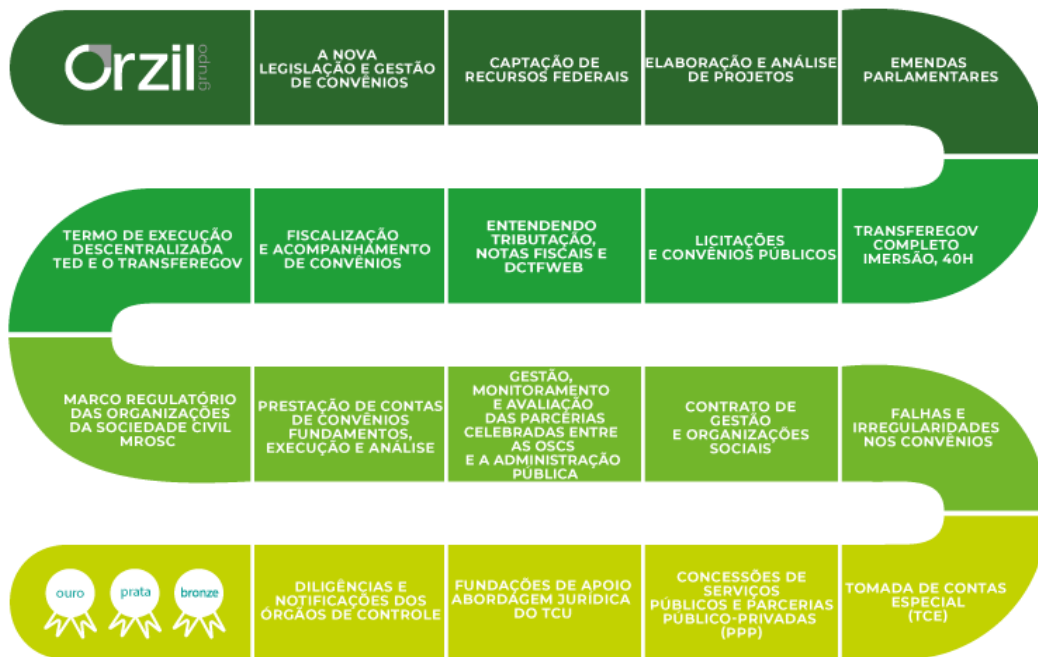 Orzil
grupo
A NOVA
LEGISLAÇÃO E GESTÃO
DE CONVÊNIOS
CAPTAÇÃO DE
RECURSOS FEDERAIS
ELABORAÇÃO E ANÁLISE
DE PROJETOS
EMENDAS
PARLAMENTARES
TRANSFEREGOV
COMPLETO
IMERSÃO, 40H
LICITAÇÕES
E CONVÊNIOS PÚBLICOS
ENTENDENDO
TRIBUTAÇÃO,
NOTAS FISCAIS E
DCTFWEB
FISCALIZAÇÃO
E ACOMPANHAMENTO
DE CONVÊNIOS
TERMO DE EXECUÇÃO
DESCENTRALIZADA
TED E O TRANSFEREGOV
MARCO REGULATÓRIO
DAS ORGANIZAÇÕES
DA SOCIEDADE CIVIL
MROSC
PRESTAÇÃO DE CONTAS
DE CONVÊNIOS
FUNDAMENTOS,
EXECUÇÃO E ANÁLISE
GESTÃO,
MONITORAMENTO
E AVALIAÇÃO
DAS PARCERIAS
CELEBRADAS ENTRE
AS OSCS
E A ADMINISTRAÇÃO
PÚBLICA
CONTRATO DE
GESTÃO
E ORGANIZAÇÕES
SOCIAIS
FALHAS E
IRREGULARIDADES
NOS CONVÊNIOS
TOMADA DE CONTAS
ESPECIAL
(TCE)
CONCESSÕES DE
SERVIÇOS
PÚBLICOS E PARCERIAS
PÚBLICO-PRIVADAS
(PPP)
FUNDAÇÕES DE APOIO
ABORDAGEM JURÍDICA
DO TCU
DILIGÊNCIAS E
NOTIFICAÇÕES DOS
ÓRGÃOS DE CONTROLE
ouro
prata
bronze